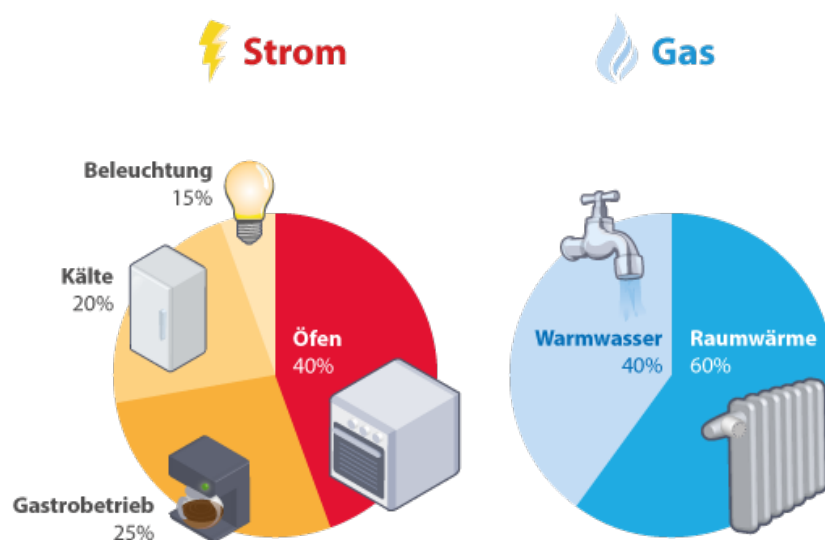 Strom
Gas
Beleuchtung
15%
Kälte
20%
Öfen
40%
Gastrobetrieb
25%
Warmwasser
40%
Raumwärme
60%